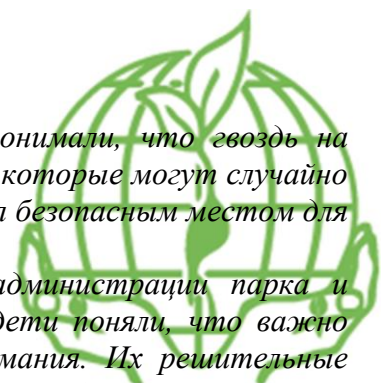 онимали, что гвоздь на
которые могут случайно
безопасным местом для
администрации парка и
дети поняли, что важно
мания. Их решительные